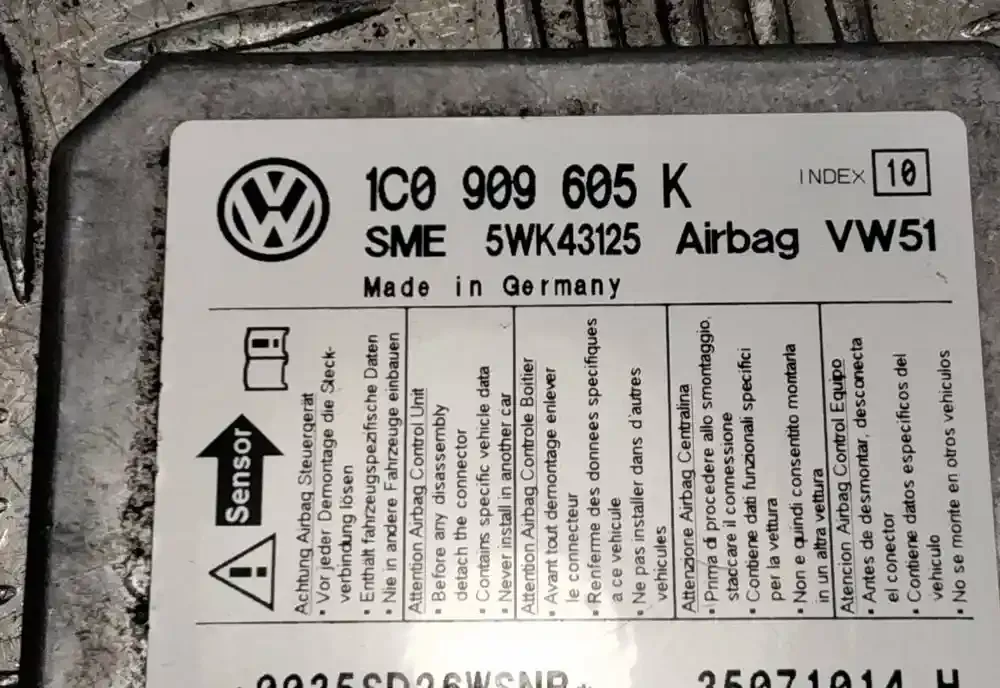 1C0 909 605 K
INDEX 10
SME 5WK43125 Airbag VW51
Made in Germany
Sensor
Achtung Airbag Steuergerät
• Vor jeder Demontage die Steck-
verbindung lösen
• Enthält fahrzeugspezifische Daten
• Nie in andere Fahrzeuge einbauen
Attention Airbag Control Unit
• Before any disassembly
detach the connector
• Contains specific vehicle data
• Never install in another car
Attention Airbag Controle Boitier
• Avant tout demontage enlever
le connecteur
• Renferme des donnees specifiques
a ce vehicule
• Ne pas installer dans d'autres
vehicules
Attenzione Airbag Centralina
• Prima di procedere allo smontaggio,
staccare il connessione
• Contiene dati funzionali specifici
per la vettura
• Non e quindi consentito montarla
in un altra vettura
Atencion Airbag Control Equipo
• Antes de desmontar, desconecta
el conector
• Contiene datos especificos del
vehiculo
• No se monte en otros vehiculos